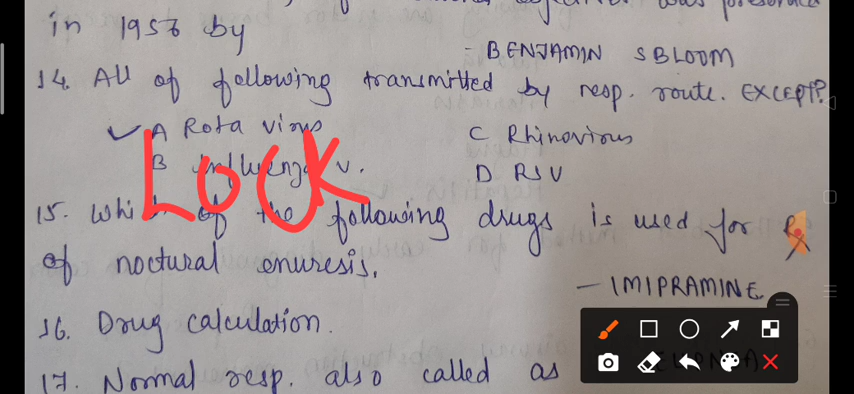 in 1956 by
- BENJAMIN S BLOOM
14. All of following transmitted by resp. route. EXCEPT?
A Rota virus
C Rhinovirous
B Influenza v.
D RSV
LOCK
15. Which of the following drugs is used for Rx
of noctural enuresis.
- IMIPRAMINE
16. Drug calculation.
17. Normal resp. also called as